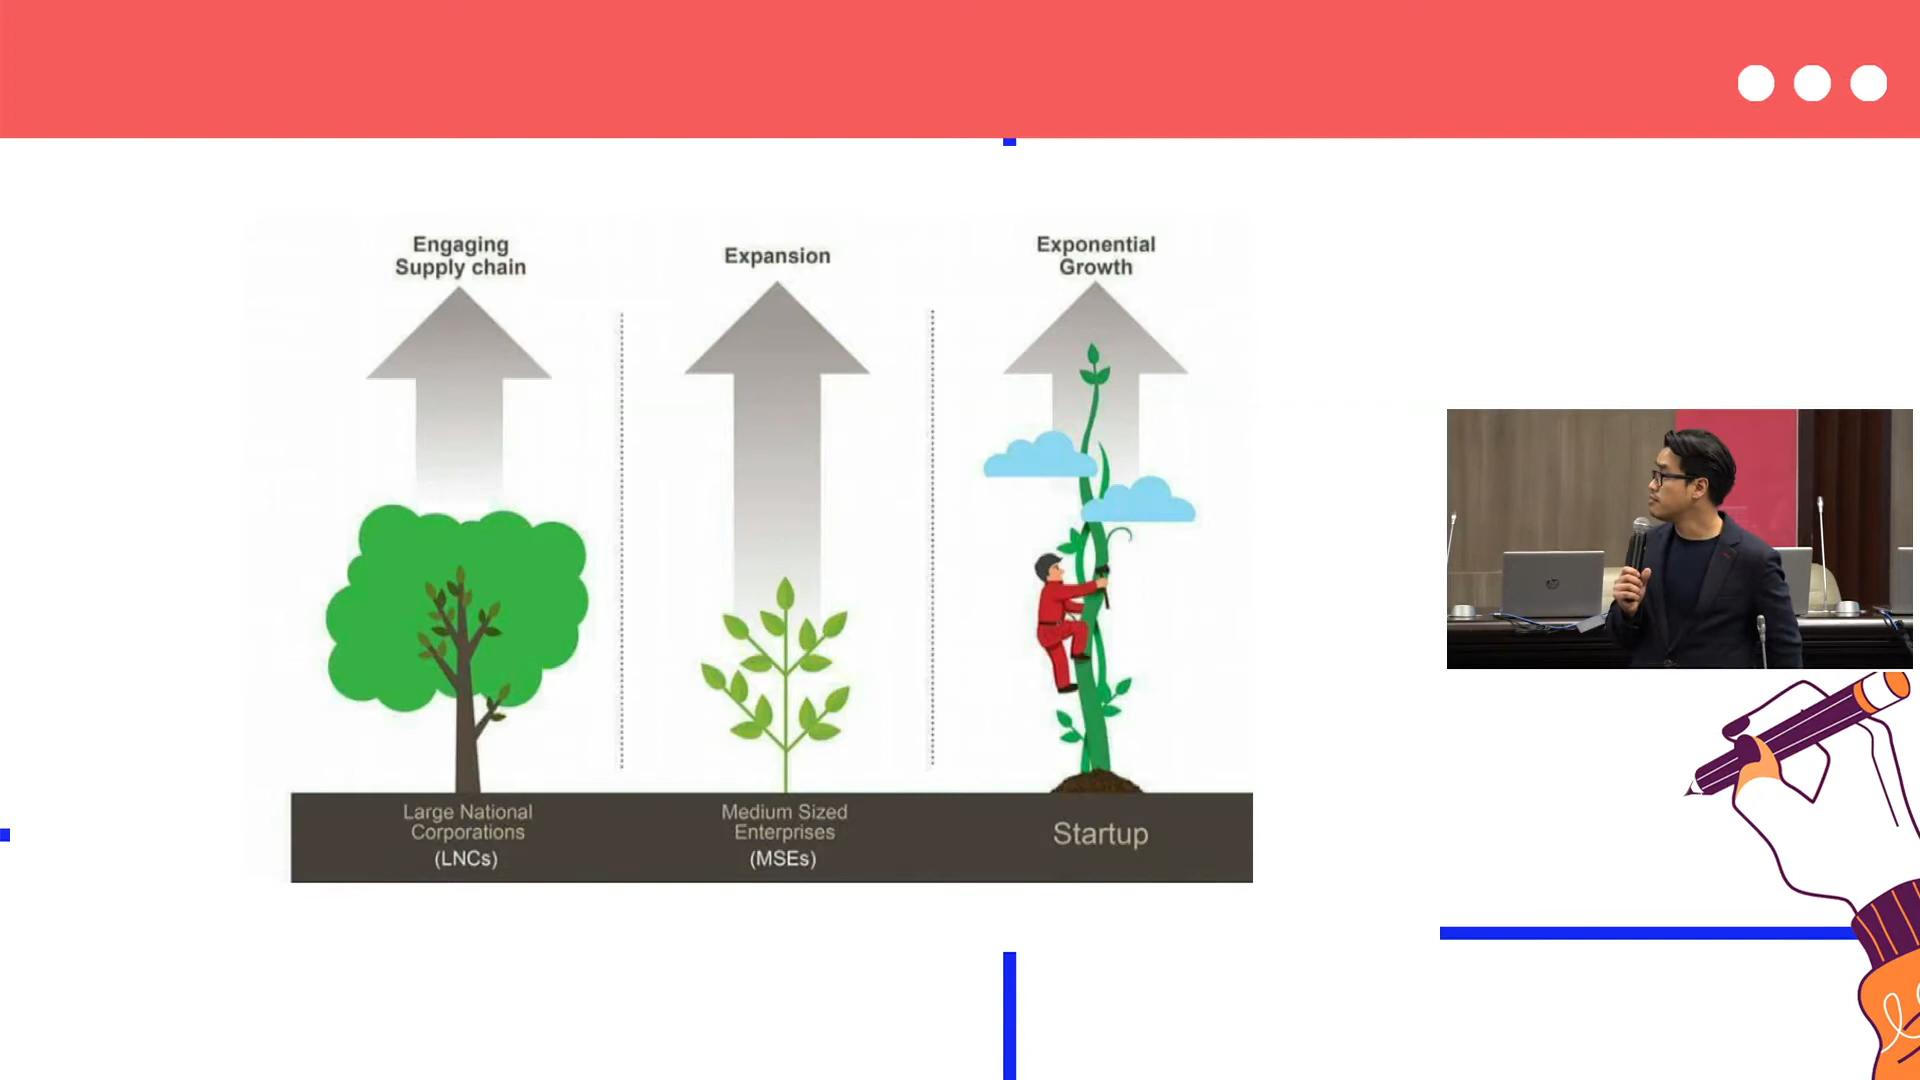 Engaging
Supply chain
Expansion
Exponential
Growth
Large National
Corporations
(LNCs)
Medium Sized
Enterprises
(MSEs)
Startup